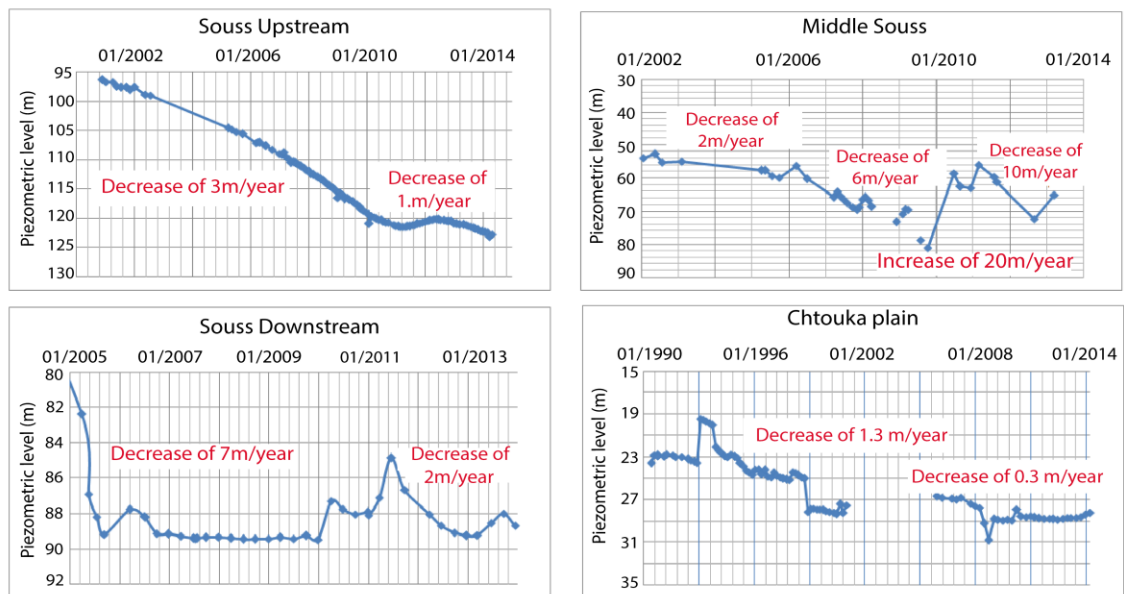 Souss Upstream
01/2002 01/2006 01/2010 01/2014
Piezometric level (m)
95
100
105
110
115
120
125
130
Decrease of 3m/year
Decrease of
1.m/year
Middle Souss
01/2002 01/2006 01/2010 01/2014
Piezometric level (m)
30
40
50
60
70
80
90
Decrease of
2m/year
Decrease of
6m/year
Decrease of
10m/year
Increase of 20m/year
Souss Downstream
01/2005 01/2007 01/2009 01/2011 01/2013
Piezometric level (m)
80
82
84
86
88
89
92
Decrease of 7m/year
Decrease of
2m/year
Chtouka plain
01/1990 01/1996 01/2002 01/2008 01/2014
Piezometric level (m)
15
19
23
27
31
35
Decrease of 1.3 m/year
Decrease of 0.3 m/year